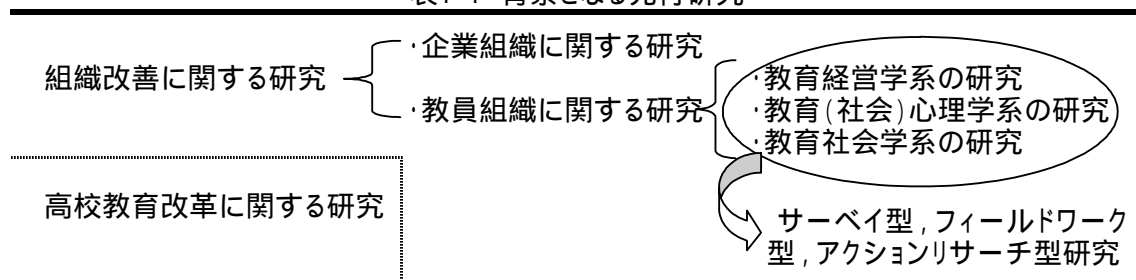 組織改善に関する研究
・企業組織に関する研究
・教員組織に関する研究
・教育経営学系の研究
・教育(社会)心理学系の研究
・教育社会学系の研究
高校教育改革に関する研究
サーベイ型,フィールドワーク
型,アクションリサーチ型研究